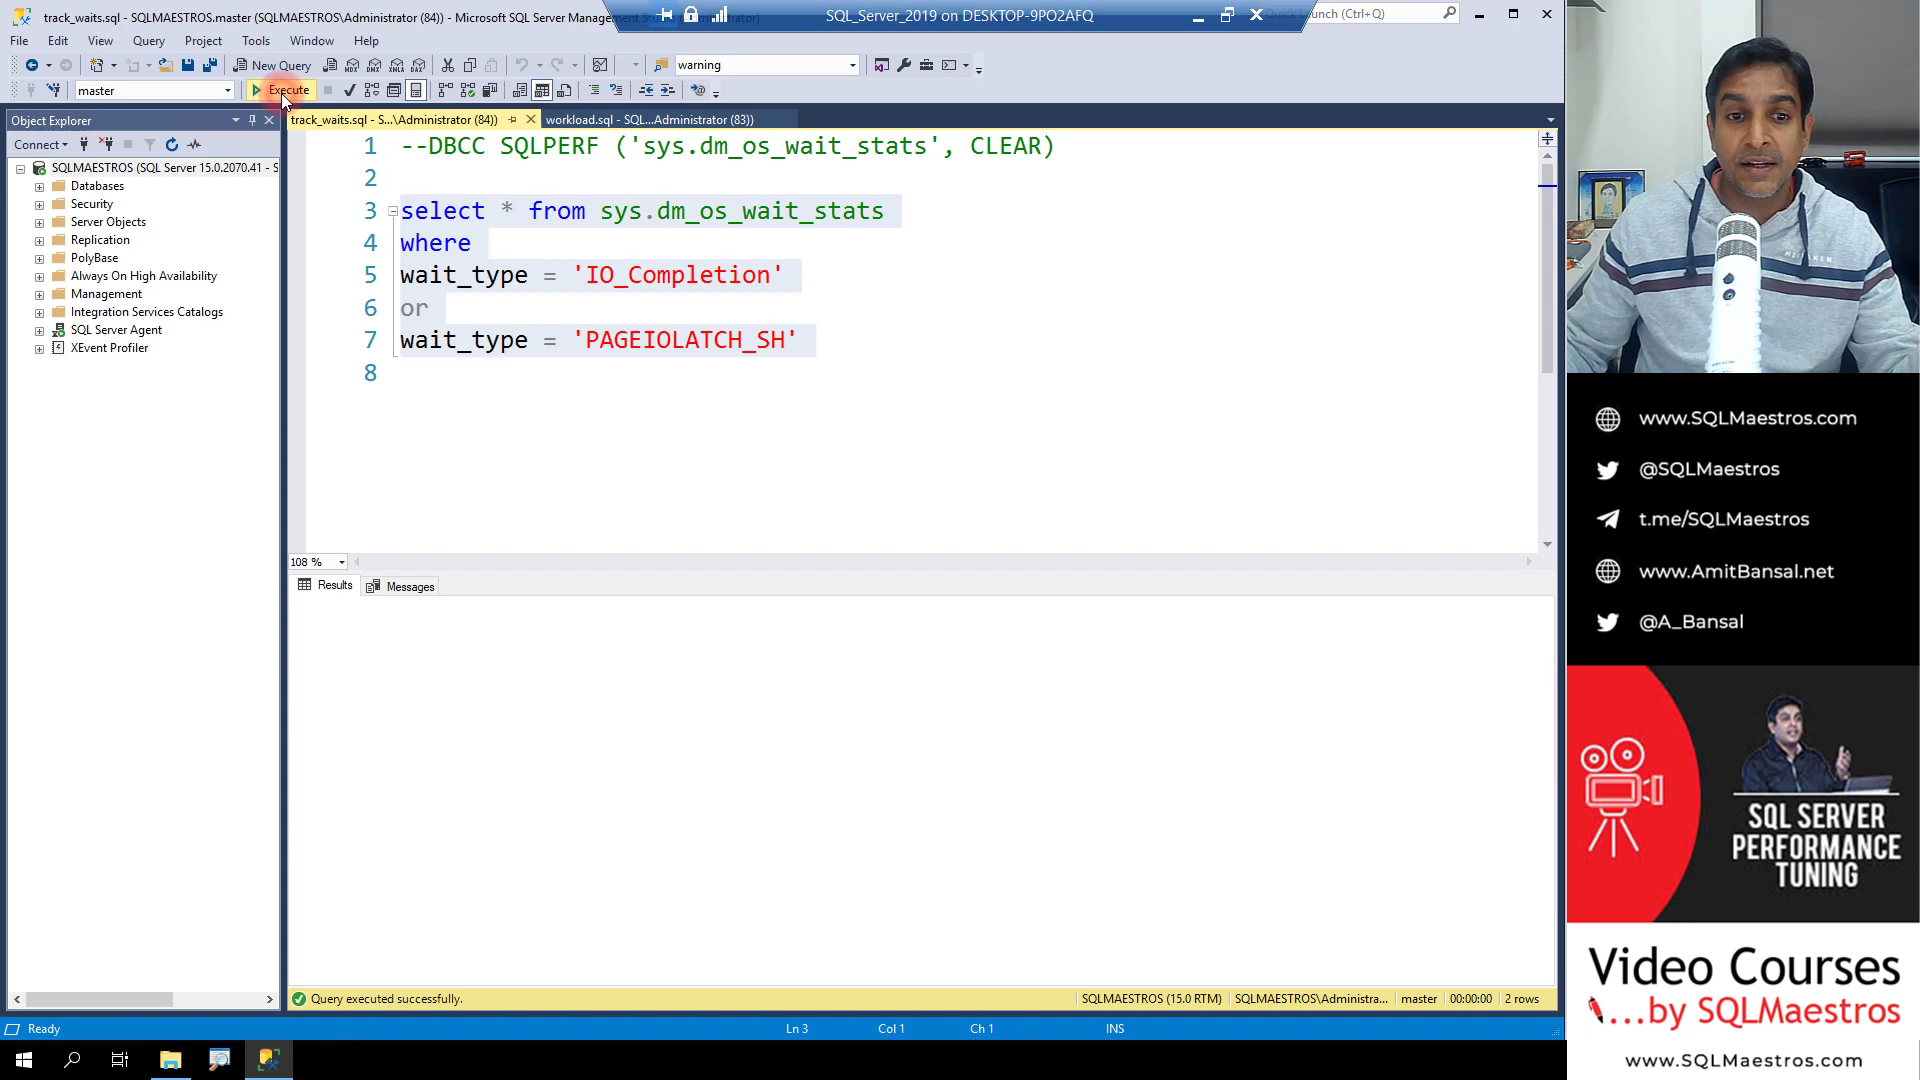 track_waits.sql - SQLMAESTROS.master (SQLMAESTROS\Administrator (84)) - Microsoft SQL Server Management
SQL_Server_2019 on DESKTOP-9PO2AFQ
Quick Launch (Ctrl+Q)
File Edit View Query Project Tools Window Help
New Query
warning
master
Execute
Object Explorer
track_waits.sql - S...\Administrator (84))
workload.sql - SQL...Administrator (83))
Connect
SQLMAESTROS (SQL Server 15.0.2070.41 - S
Databases
Security
Server Objects
Replication
PolyBase
Always On High Availability
Management
Integration Services Catalogs
SQL Server Agent
XEvent Profiler
1 --DBCC SQLPERF ('sys.dm_os_wait_stats', CLEAR)
2
3 select * from sys.dm_os_wait_stats
4 where
5 wait_type = 'IO_Completion'
6 or
7 wait_type = 'PAGEIOLATCH_SH'
8
108 %
Results
Messages
Query executed successfully.
SQLMAESTROS (15.0 RTM)
SQLMAESTROS\Administra...
master
00:00:00
2 rows
Ready
Ln 3
Col 1
Ch 1
INS
www.SQLMaestros.com
@SQLMaestros
t.me/SQLMaestros
www.AmitBansal.net
@A_Bansal
SQL SERVER
PERFORMANCE
TUNING
Video Courses
...by SQLMaestros
www.SQLMaestros.com